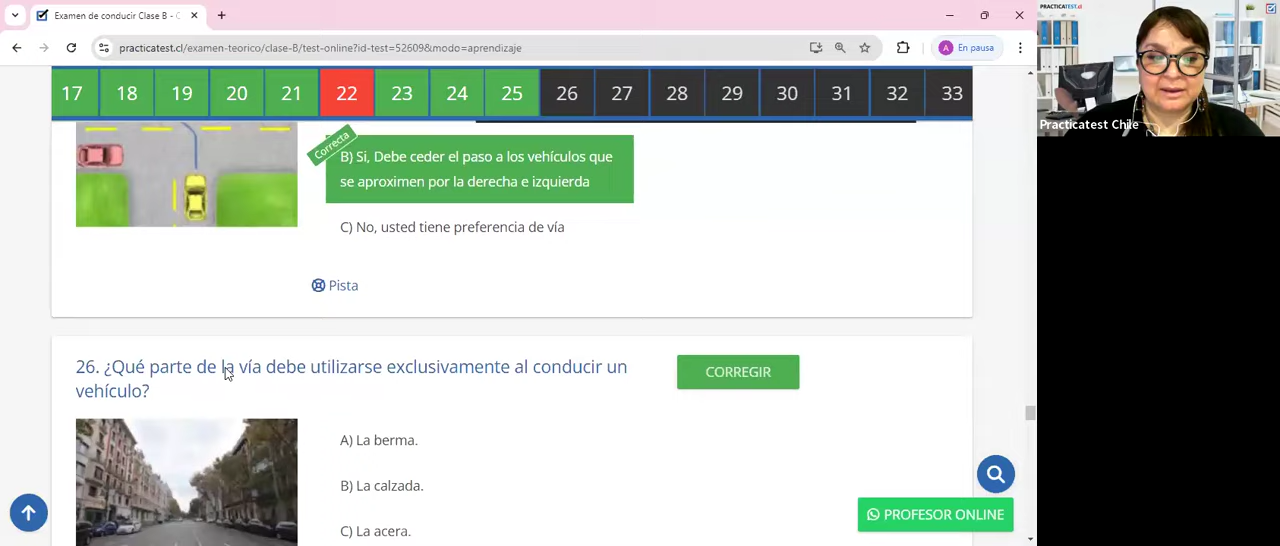 Examen de conducir Clase B - C
practicatest.cl/examen-teorico/clase-B/test-online?id-test=52609&modo=aprendizaje
A
En pausa
PRACTICATEST.cl
Practicatest Chile
17 18 19 20 21 22 23 24 25 26 27 28 29 30 31 32 33
Correcta
B) Si, Debe ceder el paso a los vehículos que
se aproximen por la derecha e izquierda
C) No, usted tiene preferencia de vía
Pista
26. ¿Qué parte de la vía debe utilizarse exclusivamente al conducir un
vehículo?
CORREGIR
A) La berma.
B) La calzada.
C) La acera.
PROFESOR ONLINE